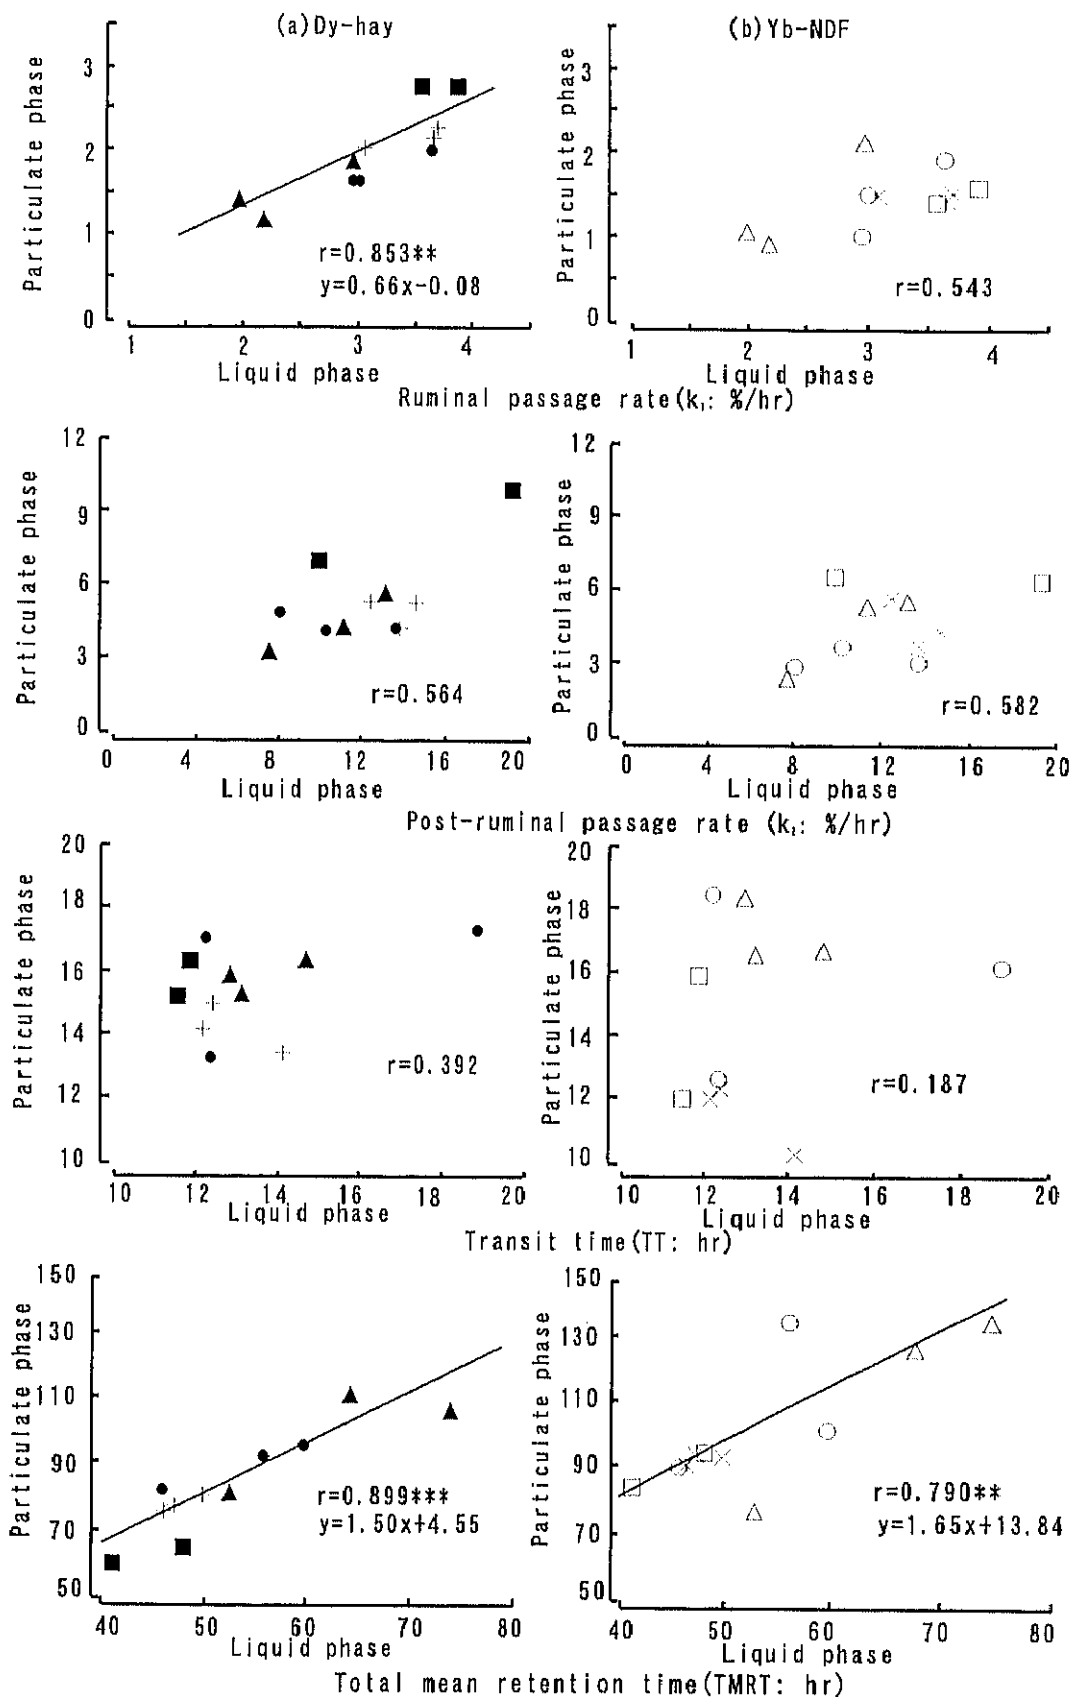 (a)Dy-hay
(b)Yb-NDF
Particulate phase
3
2
1
0
r=0.853**
y=0.66x-0.08
1 2 3 4
Liquid phase
Particulate phase
3
2
1
0
r=0.543
1 2 3 4
Liquid phase
Ruminal passage rate(k₁: %/hr)
Particulate phase
12
9
6
3
0
r=0.564
0 4 8 12 16 20
Liquid phase
Particulate phase
12
9
6
3
0
r=0.582
0 4 8 12 16 20
Liquid phase
Post-ruminal passage rate (k₂: %/hr)
Particulate phase
20
18
16
14
12
10
r=0.392
10 12 14 16 18 20
Liquid phase
Particulate phase
20
18
16
14
12
10
r=0.187
10 12 14 16 18 20
Liquid phase
Transit time(TT: hr)
Particulate phase
150
130
110
90
70
50
r=0.899***
y=1.50x+4.55
40 50 60 70 80
Liquid phase
Particulate phase
150
130
110
90
70
50
r=0.790**
y=1.65x+13.84
40 50 60 70 80
Liquid phase
Total mean retention time(TMRT: hr)